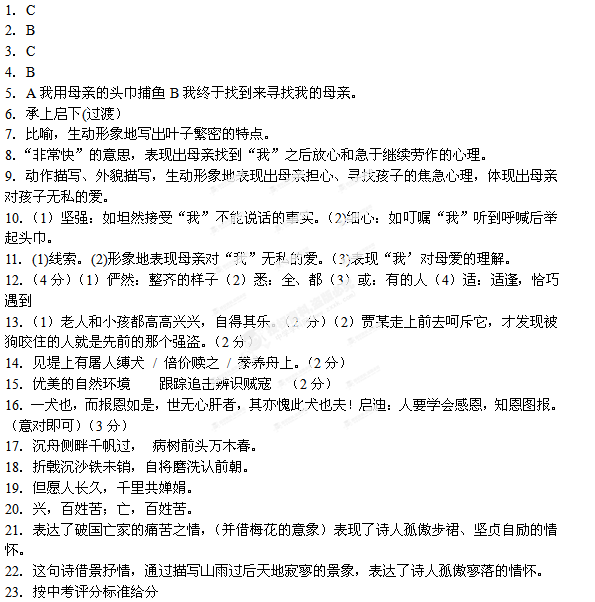 1. C
2. B
3. C
4. B
5. A我用母亲的头巾捕鱼 B我终于找到来寻找我的母亲。
6. 承上启下(过渡)
7. 比喻，生动形象地写出叶子繁密的特点。
8.“非常快”的意思，表现出母亲找到“我”之后放心和急于继续劳作的心理。
9. 动作描写、外貌描写，生动形象地表现出母亲担心、寻找孩子的焦急心理，体现出母亲
对孩子无私的爱。
10.（1）坚强：如坦然接受“我”不能说话的事实。（2)细心：如叮嘱“我”听到呼喊后举
起头巾。
11. (1)线索。(2)形象地表现母亲对“我”无私的爱。(3)表现“我’对母爱的理解。
12.（4分）（1）俨然：整齐的样子（2）悉：全、都（3）或：有的人（4）适：适逢，恰巧
遇到
13.（1）老人和小孩都高高兴兴，自得其乐。（2 分）（2）贾某走上前去呵斥它，才发现被
狗咬住的人就是先前的那个强盗。（2分）
14. 见堤上有屠人缚犬 / 倍价赎之 / 豢养舟上。（2分）
15. 优美的自然环境 跟踪追击辨识贼寇 （2分）
16. 一犬也，而报恩如是，世无心肝者，其亦愧此犬也夫！启迪：人要学会感恩，知恩图报。
（意对即可）（3分）
17. 沉舟侧畔千帆过， 病树前头万木春。
18. 折戟沉沙铁未销，自将磨洗认前朝。
19. 但愿人长久，千里共婵娟。
20. 兴，百姓苦；亡，百姓苦。
21. 表达了破国亡家的痛苦之情，（并借梅花的意象）表现了诗人孤傲步裙、坚贞自励的情
怀。
22. 这句诗借景抒情，通过描写山雨过后天地寂寥的景象，表达了诗人孤傲寥落的情怀。
23. 按中考评分标准给分